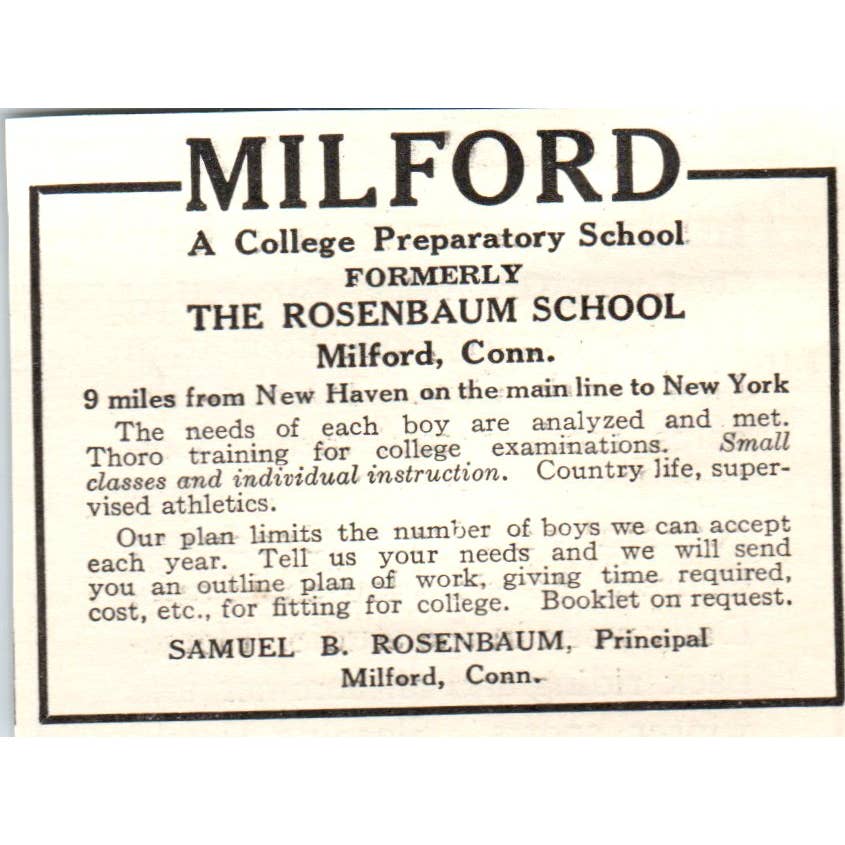 MILFORD
A College Preparatory School
FORMERLY
THE ROSENBAUM SCHOOL
Milford, Conn.
9 miles from New Haven on the main line to New York
The needs of each boy are analyzed and met.
Thoro training for college examinations. Small
classes and individual instruction. Country life, super-
vised athletics.
Our plan limits the number of boys we can accept
each year. Tell us your needs and we will send
you an outline plan of work, giving time required,
cost, etc., for fitting for college. Booklet on request.
SAMUEL B. ROSENBAUM, Principal
Milford, Conn.